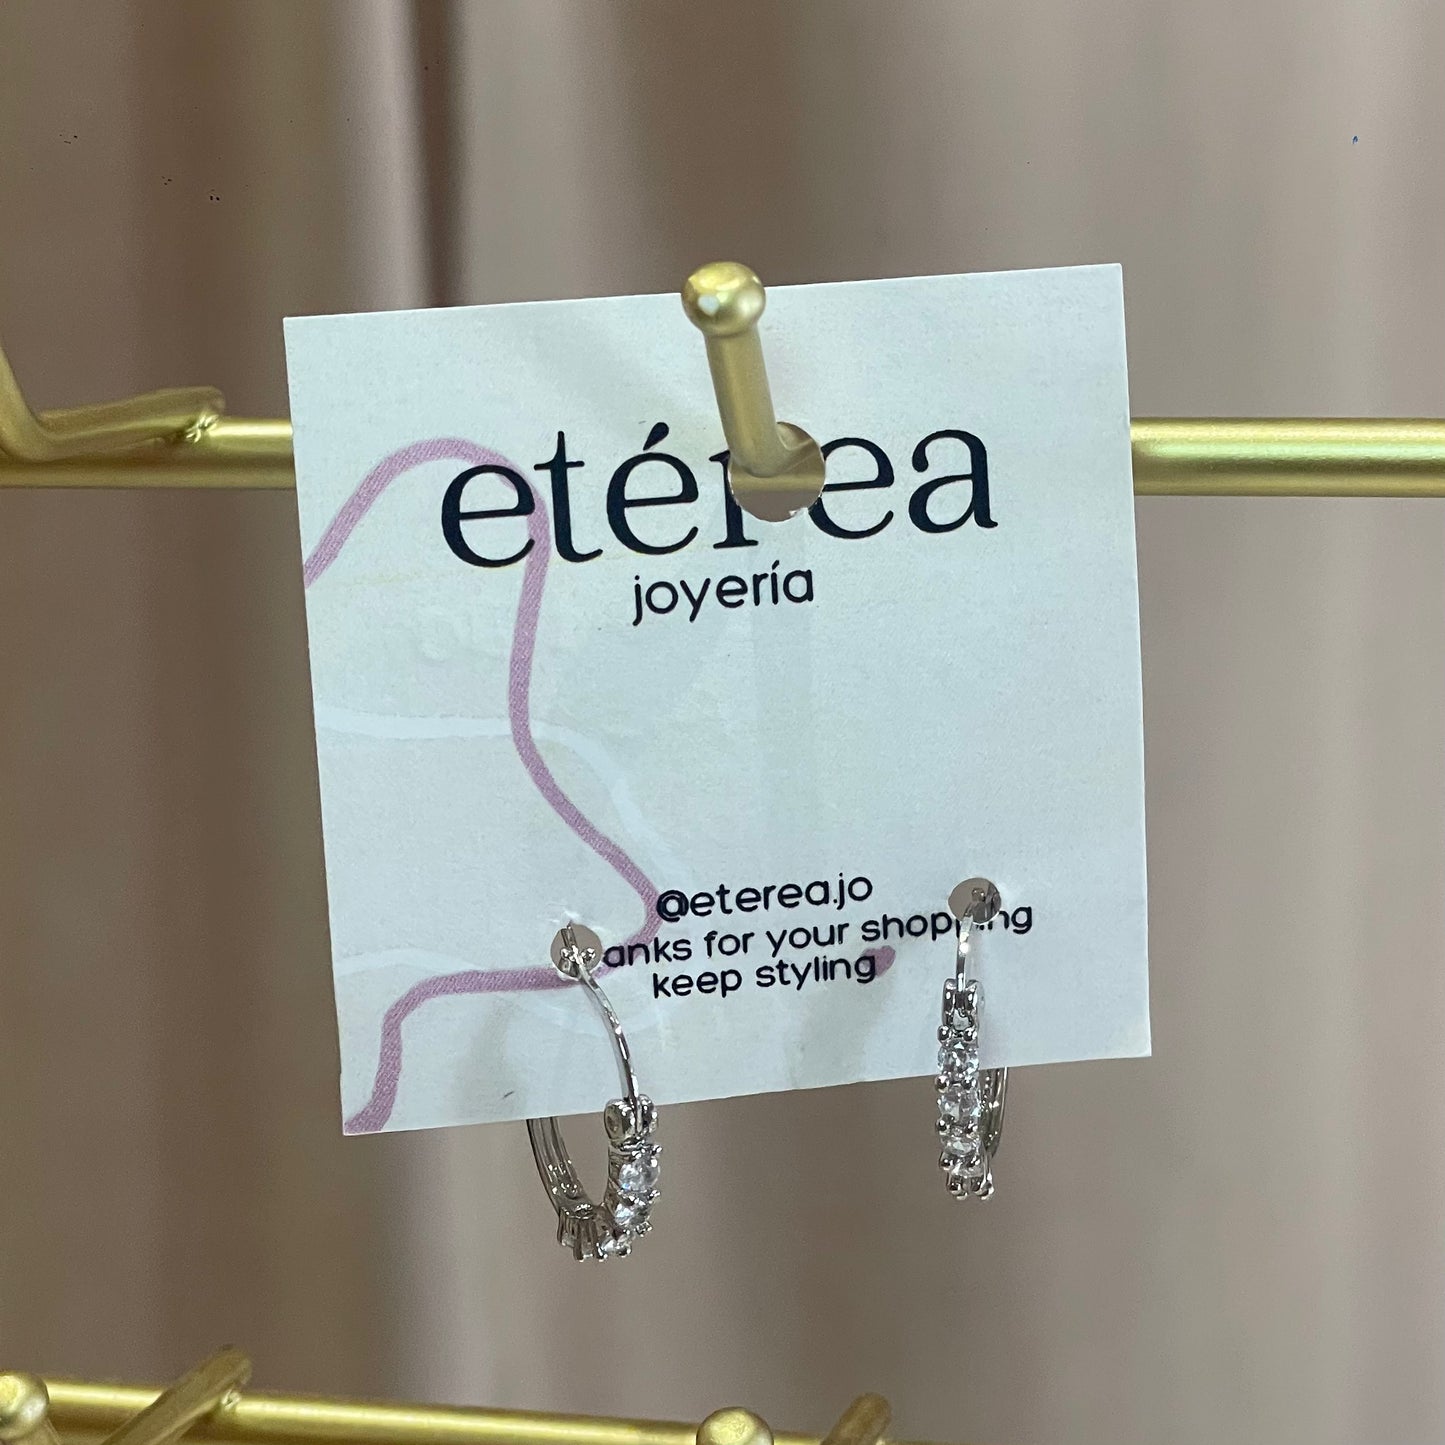 etérea
joyería
@eterea.jo
anks for your shopping
keep styling